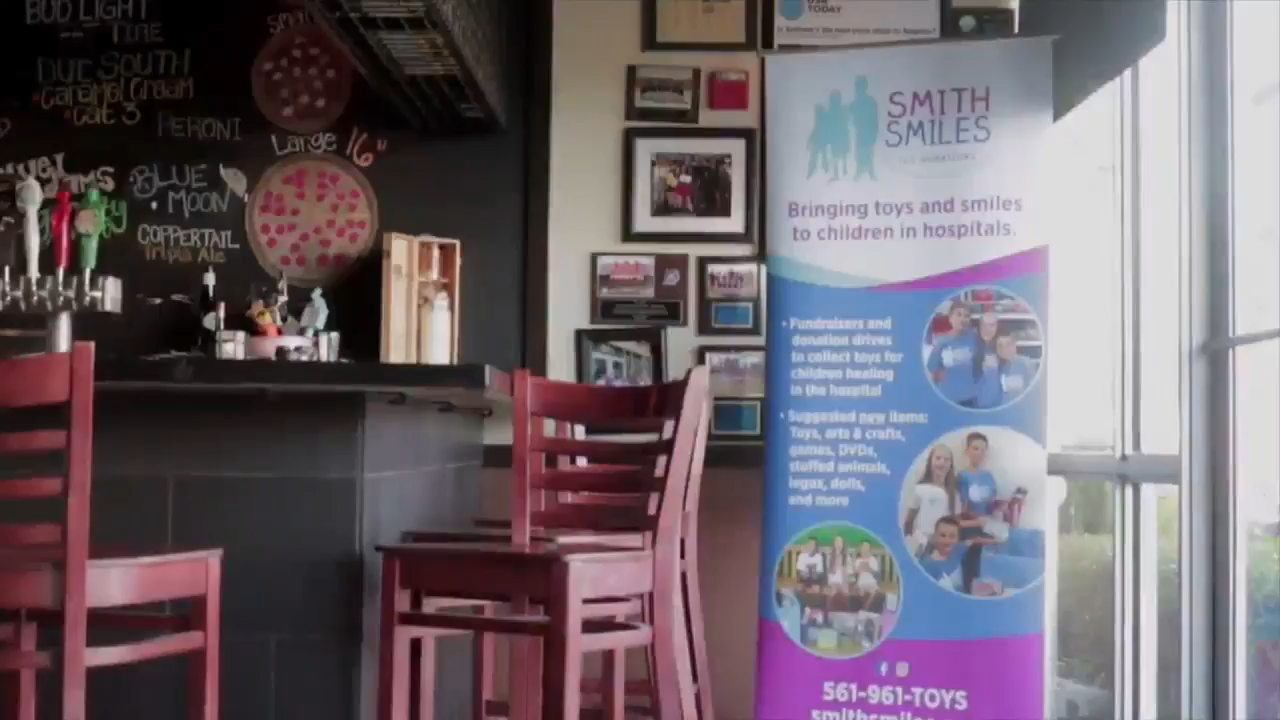 BUD LIGHT
TIRE
DUE SOUTH
Caramel Cream
Cat 3
PERONI
Large 16"
BLUE
MOON
COPPERTAIL
Triple Ale
TODAY
SMITH
SMILES
Bringing toys and smiles
to children in hospitals.
• Fundraisers and
donation drives
to collect toys for
children healing
in the hospital
• Suggested new items:
Toys, arts & crafts,
games, DVDs,
stuffed animals,
legos, dolls,
and more
561-961-TOYS